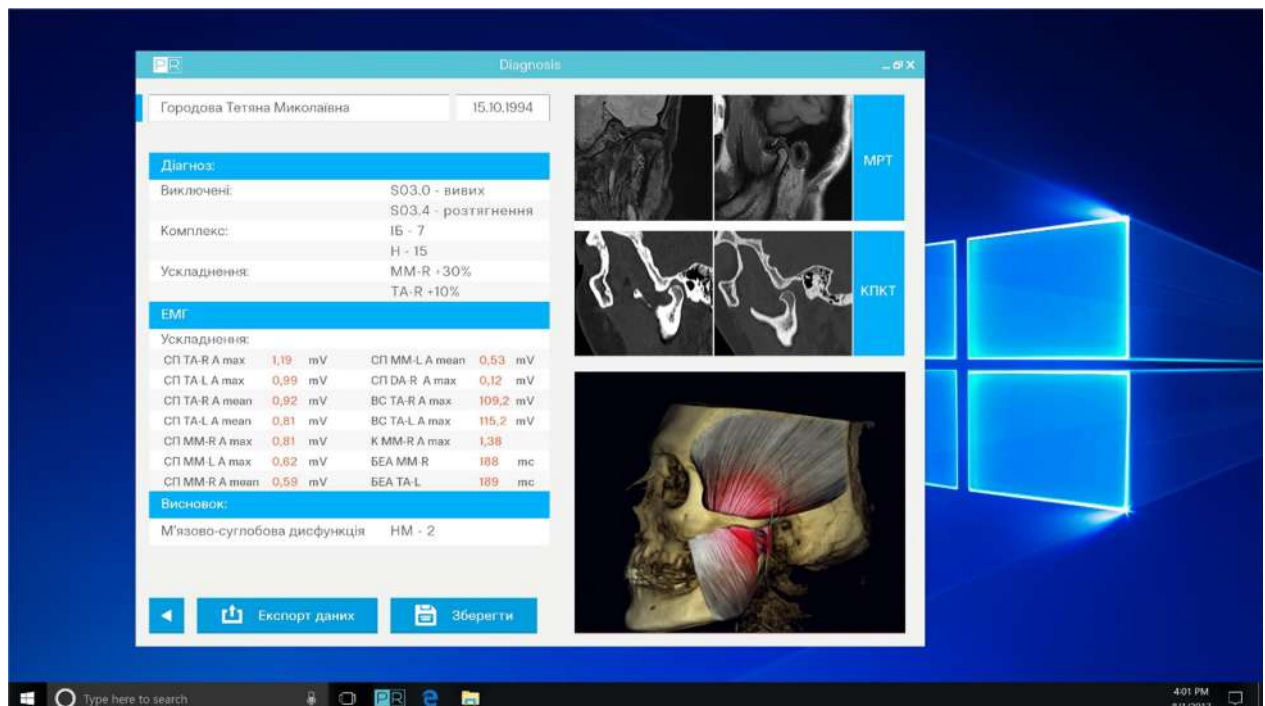 PR
Diagnosis
Городова Тетяна Миколаївна 15.10.1994
Діагноз:
Виключені: S03.0 - вивих
S03.4 - розтягнення
Комплекс: ІБ - 7
Н - 15
Ускладнення: MM-R +30%
TA-R +10%
ЕМГ
Ускладнення:
СП TA-R A max 1,19 mV СП MM-L A mean 0,53 mV
СП TA-L A max 0,99 mV СП DA-R A max 0,12 mV
СП TA-R A mean 0,92 mV ВС TA-R A max 109,2 mV
СП TA-L A mean 0,81 mV ВС TA-L A max 115,2 mV
СП MM-R A max 0,81 mV К MM-R A max 1,38
СП MM-L A max 0,62 mV БЕА MM-R 188 mc
СП MM-R A mean 0,59 mV БЕА TA-L 189 mc
Висновок:
М'язово-суглобова дисфункція НМ - 2
Експорт даних
Зберегти
МРТ
КПКТ
Type here to search
PR
4:01 PM